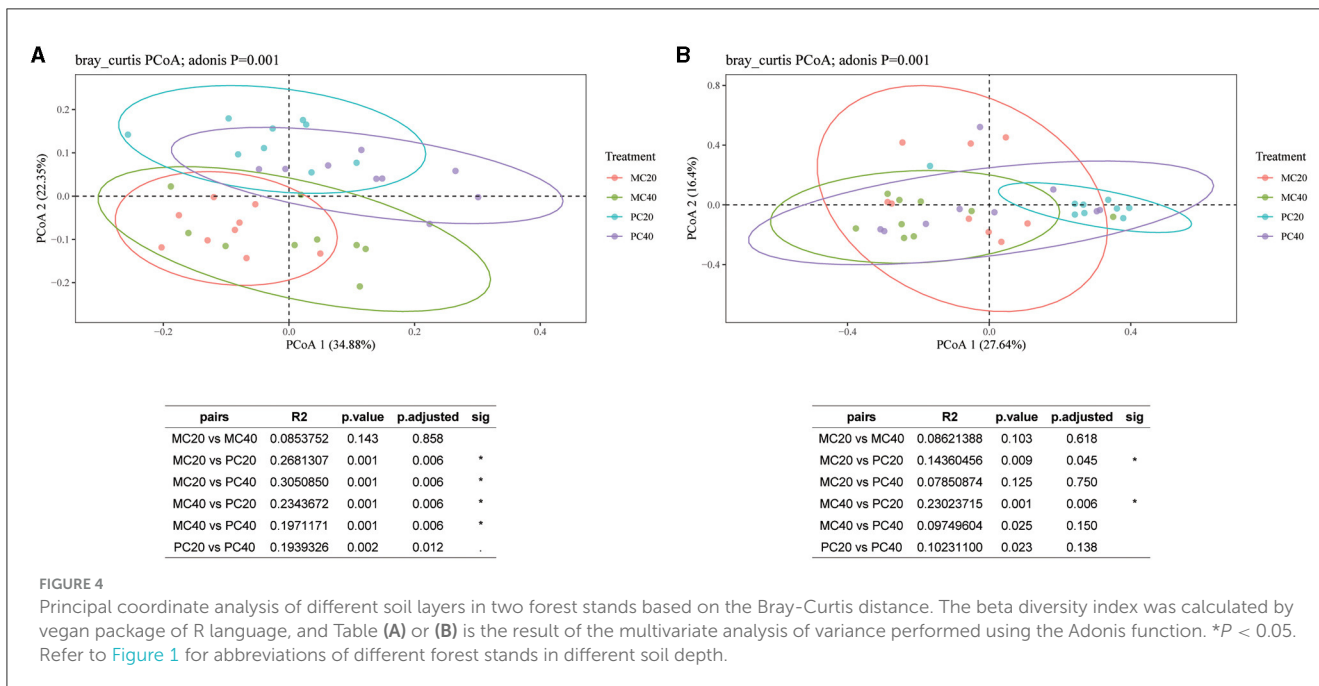 A
bray_curtis PCoA; adonis P=0.001
PCoA 2 (22.35%)
0.2
0.1
0.0
−0.1
−0.2
−0.2
0.0
0.2
0.4
PCoA 1 (34.88%)
Treatment
MC20
MC40
PC20
PC40
B
bray_curtis PCoA; adonis P=0.001
PCoA 2 (16.4%)
0.8
0.4
0.0
−0.4
−0.4
0.0
0.4
PCoA 1 (27.64%)
Treatment
MC20
MC40
PC20
PC40
pairs R2 p.value p.adjusted sig
MC20 vs MC40 0.0853752 0.143 0.858
MC20 vs PC20 0.2681307 0.001 0.006 *
MC20 vs PC40 0.3050850 0.001 0.006 *
MC40 vs PC20 0.2343672 0.001 0.006 *
MC40 vs PC40 0.1971171 0.001 0.006 *
PC20 vs PC40 0.1939326 0.002 0.012 .
pairs R2 p.value p.adjusted sig
MC20 vs MC40 0.08621388 0.103 0.618
MC20 vs PC20 0.14360456 0.009 0.045 *
MC20 vs PC40 0.07850874 0.125 0.750
MC40 vs PC20 0.23023715 0.001 0.006 *
MC40 vs PC40 0.09749604 0.025 0.150
PC20 vs PC40 0.10231100 0.023 0.138
FIGURE 4
Principal coordinate analysis of different soil layers in two forest stands based on the Bray-Curtis distance. The beta diversity index was calculated by
vegan package of R language, and Table (A) or (B) is the result of the multivariate analysis of variance performed using the Adonis function. *P < 0.05.
Refer to Figure 1 for abbreviations of different forest stands in different soil depth.